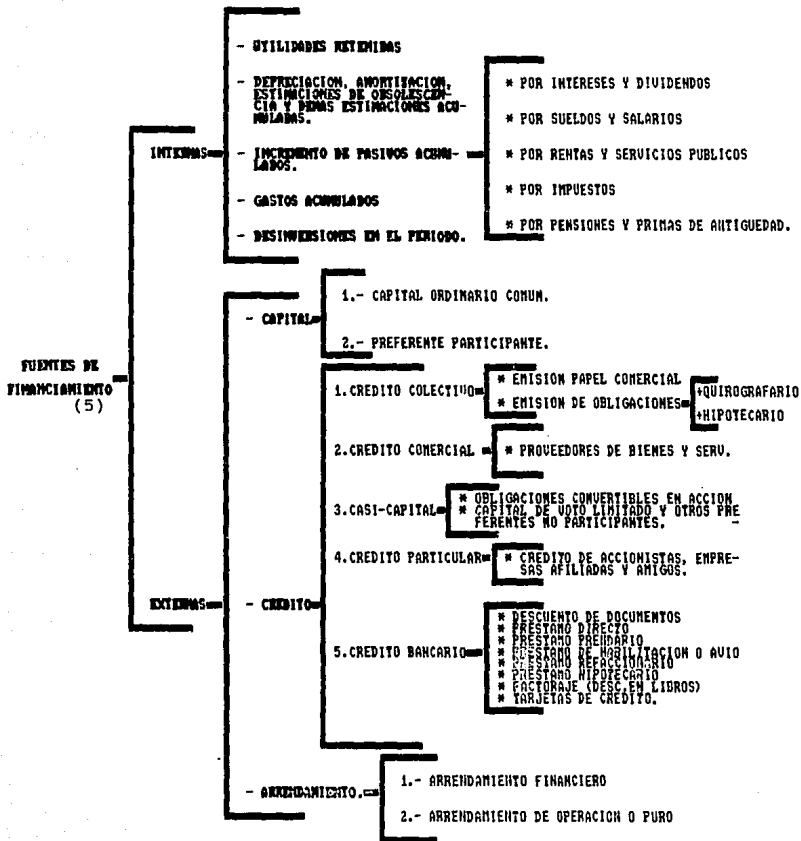 FUENTES DE
FINANCIAMIENTO
(5)
INTERNAS
- UTILIDADES RETENIDAS
- DEPRECIACION, AMORTIZACION,
ESTIMACIONES DE OBSOLESCEN-
CIA Y DEMAS ESTIMACIONES ACU-
MULADAS.
- INCREMENTO DE PASIVOS ACUMU-
LADOS.
* POR INTERESES Y DIVIDENDOS
* POR SUELDOS Y SALARIOS
* POR RENTAS Y SERVICIOS PUBLICOS
* POR IMPUESTOS
* POR PENSIONES Y PRIMAS DE ANTIGUEDAD.
- GASTOS ACUMULADOS
- DESINVERSIONES EN EL PERIODO.
EXTERNAS
- CAPITAL
1.- CAPITAL ORDINARIO COMUN.
2.- PREFERENTE PARTICIPANTE.
- CREDITO
1.CREDITO COLECTIVO
* EMISION PAPEL COMERCIAL
* EMISION DE OBLIGACIONES
+QUIROGRAFARIO
+HIPOTECARIO
2.CREDITO COMERCIAL
* PROVEEDORES DE BIENES Y SERV.
3.CASI-CAPITAL
* OBLIGACIONES CONVERTIBLES EN ACCION
* CAPITAL DE VOTO LIMITADO Y OTROS PRE
FERENTES NO PARTICIPANTES. -
4.CREDITO PARTICULAR
* CREDITO DE ACCIONISTAS, EMPRE-
SAS AFILIADAS Y AMIGOS.
5.CREDITO BANCARIO
* DESCUENTO DE DOCUMENTOS
* PRESTAMO DIRECTO
* PRESTAMO PRENDARIO
* PRESTAMO DE HABILITACION O AVIO
* PRESTAMO REFACCIONARIO
* PRESTAMO HIPOTECARIO
* FACTORAJE (DESC.EN LIBROS)
* TARJETAS DE CREDITO.
- ARRENDAMIENTO.
1.- ARRENDAMIENTO FINANCIERO
2.- ARRENDAMIENTO DE OPERACION O PURO